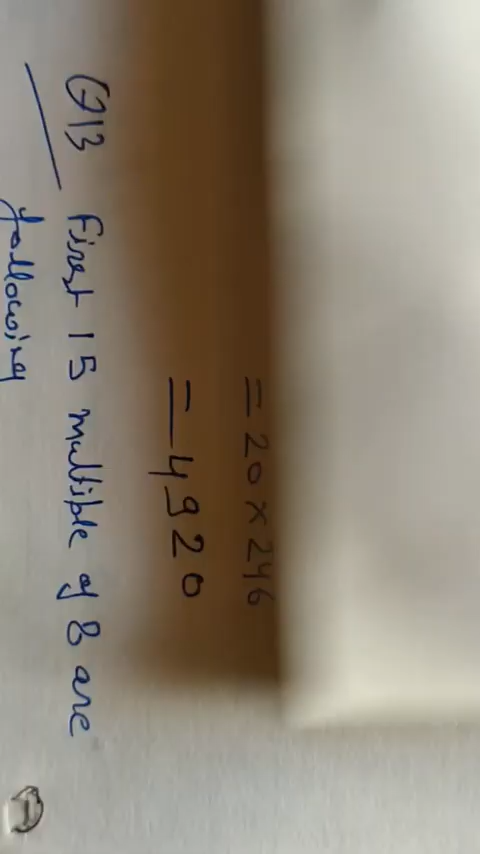 = 20 × 246
= 4920
Q13 First 15 multiple of 8 are
following